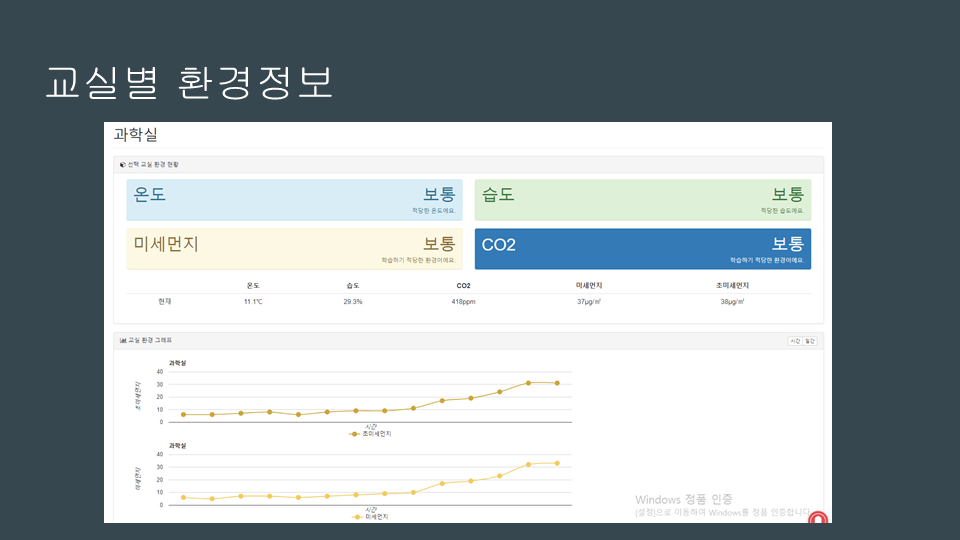 교실별 환경정보
과학실
선택 교실 환경 현황
온도 보통
적당한 온도에요.
습도 보통
적당한 습도에요.
미세먼지 보통
학습하기 적당한 환경이에요.
CO2 보통
학습하기 적당한 환경이에요.
온도 습도 CO2 미세먼지 초미세먼지
현재 11.1℃ 29.3% 418ppm 37μg/㎥ 38μg/㎥
교실 환경 그래프 시간 일간
과학실
초미세먼지
40
30
20
10
0
시간
초미세먼지
과학실
미세먼지
40
30
20
10
0
시간
미세먼지
Windows 정품 인증
[설정]으로 이동하여 Windows를 정품 인증합니다.